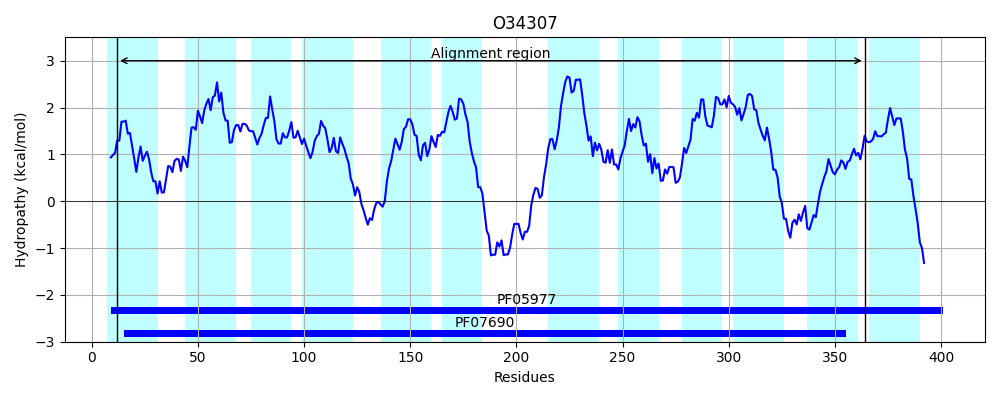 O34307
Alignment region
3
2
1
0
−1
−2
−3
Hydropathy (kcal/mol)
PF05977
PF07690
0 50 100 150 200 250 300 350 400
Residues